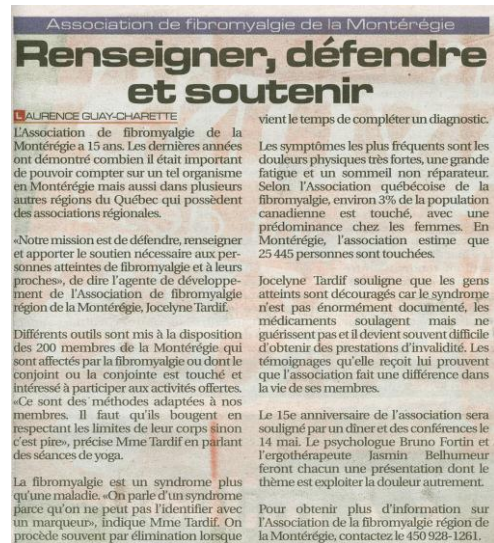 Association de fibromyalgie de la Montérégie
Renseigner, défendre
et soutenir
LAURENCE GUAY-CHARETTE
L'Association de fibromyalgie de la
Montérégie a 15 ans. Les dernières années
ont démontré combien il était important
de pouvoir compter sur un tel organisme
en Montérégie mais aussi dans plusieurs
autres régions du Québec qui possèdent
des associations régionales.
«Notre mission est de défendre, renseigner
et apporter le soutien nécessaire aux per-
sonnes atteintes de fibromyalgie et à leurs
proches», de dire l'agente de développe-
ment de l'Association de fibromyalgie
région de la Montérégie, Jocelyne Tardif.
Différents outils sont mis à la disposition
des 200 membres de la Montérégie qui
sont affectés par la fibromyalgie ou dont le
conjoint ou la conjointe est touché et
intéressé à participer aux activités offertes.
«Ce sont des méthodes adaptées à nos
membres. Il faut qu'ils bougent en
respectant les limites de leur corps sinon
c'est pire», précise Mme Tardif en parlant
des séances de yoga.
La fibromyalgie est un syndrome plus
qu'une maladie. «On parle d'un syndrome
parce qu'on ne peut pas l'identifier avec
un marqueur», indique Mme Tardif. On
procède souvent par élimination lorsque
vient le temps de compléter un diagnostic.
Les symptômes les plus fréquents sont les
douleurs physiques très fortes, une grande
fatigue et un sommeil non réparateur.
Selon l'Association québécoise de la
fibromyalgie, environ 3% de la population
canadienne est touché, avec une
prédominance chez les femmes. En
Montérégie, l'association estime que
25 445 personnes sont touchées.
Jocelyne Tardif souligne que les gens
atteints sont découragés car le syndrome
n'est pas énormément documenté, les
médicaments soulagent mais ne
guérissent pas et il devient souvent difficile
d'obtenir des prestations d'invalidité. Les
témoignages qu'elle reçoit lui prouvent
que l'association fait une différence dans
la vie de ses membres.
Le 15e anniversaire de l'association sera
souligné par un dîner et des conférences le
14 mai. Le psychologue Bruno Fortin et
l'ergothérapeute Jasmin Belhumeur
feront chacun une présentation dont le
thème est exploiter la douleur autrement.
Pour obtenir plus d'information sur
l'Association de la fibromyalgie région de
la Montérégie, contactez le 450 928-1261.